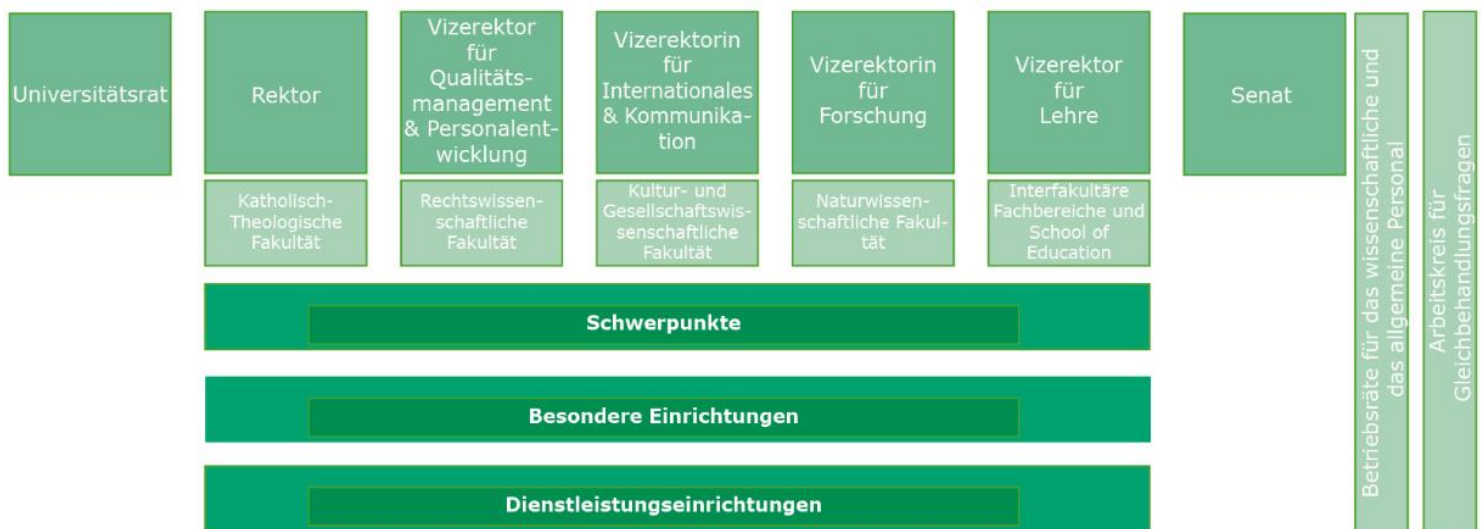 Universitätsrat
Rektor
Vizerektor
für
Qualitäts-
management
& Personalent-
wicklung
Vizerektorin
für
Internationales
& Kommunika-
tion
Vizerektorin
für
Forschung
Vizerektor
für
Lehre
Senat
Katholisch-
Theologische
Fakultät
Rechtswissen-
schaftliche
Fakultät
Kultur- und
Gesellschaftswis-
senschaftliche
Fakultät
Naturwissen-
schaftliche Fakul-
tät
Interfakultäre
Fachbereiche und
School of
Education
Schwerpunkte
Besondere Einrichtungen
Dienstleistungseinrichtungen
Betriebsräte für das wissenschaftliche und
das allgemeine Personal
Arbeitskreis für
Gleichbehandlungsfragen